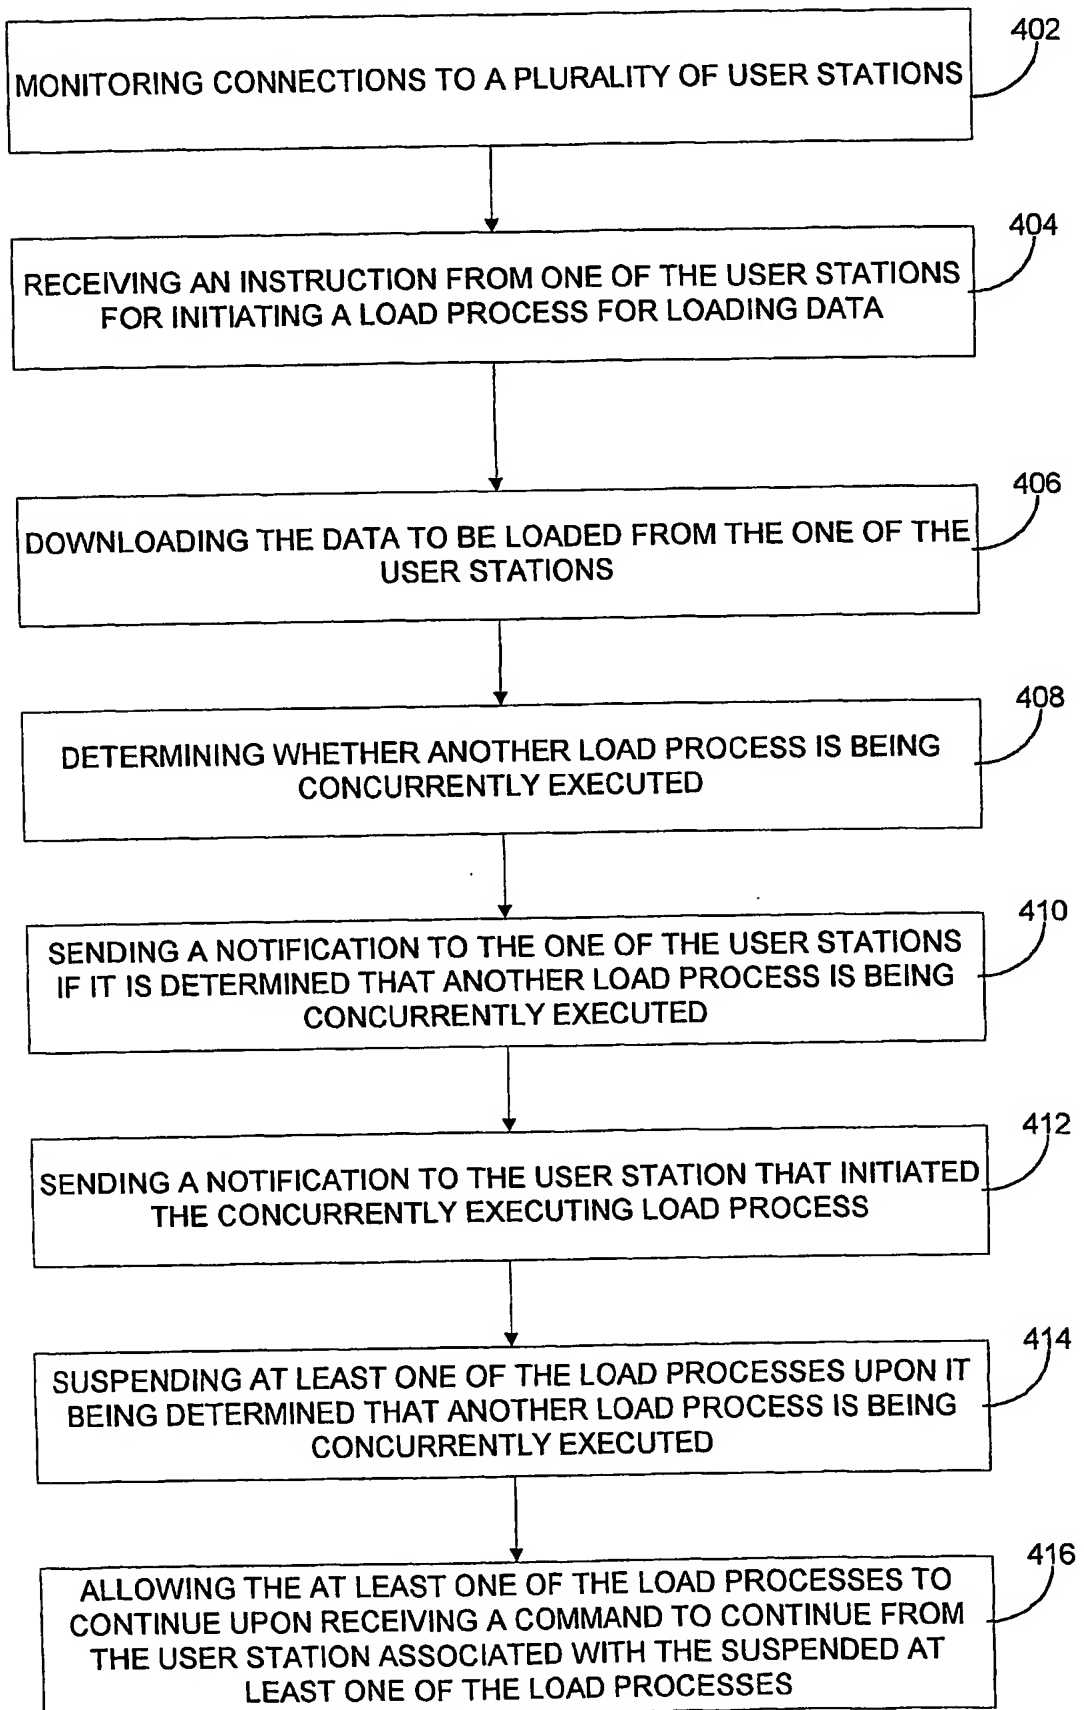 402
MONITORING CONNECTIONS TO A PLURALITY OF USER STATIONS
404
RECEIVING AN INSTRUCTION FROM ONE OF THE USER STATIONS
FOR INITIATING A LOAD PROCESS FOR LOADING DATA
406
DOWNLOADING THE DATA TO BE LOADED FROM THE ONE OF THE
USER STATIONS
408
DETERMINING WHETHER ANOTHER LOAD PROCESS IS BEING
CONCURRENTLY EXECUTED
410
SENDING A NOTIFICATION TO THE ONE OF THE USER STATIONS
IF IT IS DETERMINED THAT ANOTHER LOAD PROCESS IS BEING
CONCURRENTLY EXECUTED
412
SENDING A NOTIFICATION TO THE USER STATION THAT INITIATED
THE CONCURRENTLY EXECUTING LOAD PROCESS
414
SUSPENDING AT LEAST ONE OF THE LOAD PROCESSES UPON IT
BEING DETERMINED THAT ANOTHER LOAD PROCESS IS BEING
CONCURRENTLY EXECUTED
416
ALLOWING THE AT LEAST ONE OF THE LOAD PROCESSES TO
CONTINUE UPON RECEIVING A COMMAND TO CONTINUE FROM
THE USER STATION ASSOCIATED WITH THE SUSPENDED AT
LEAST ONE OF THE LOAD PROCESSES